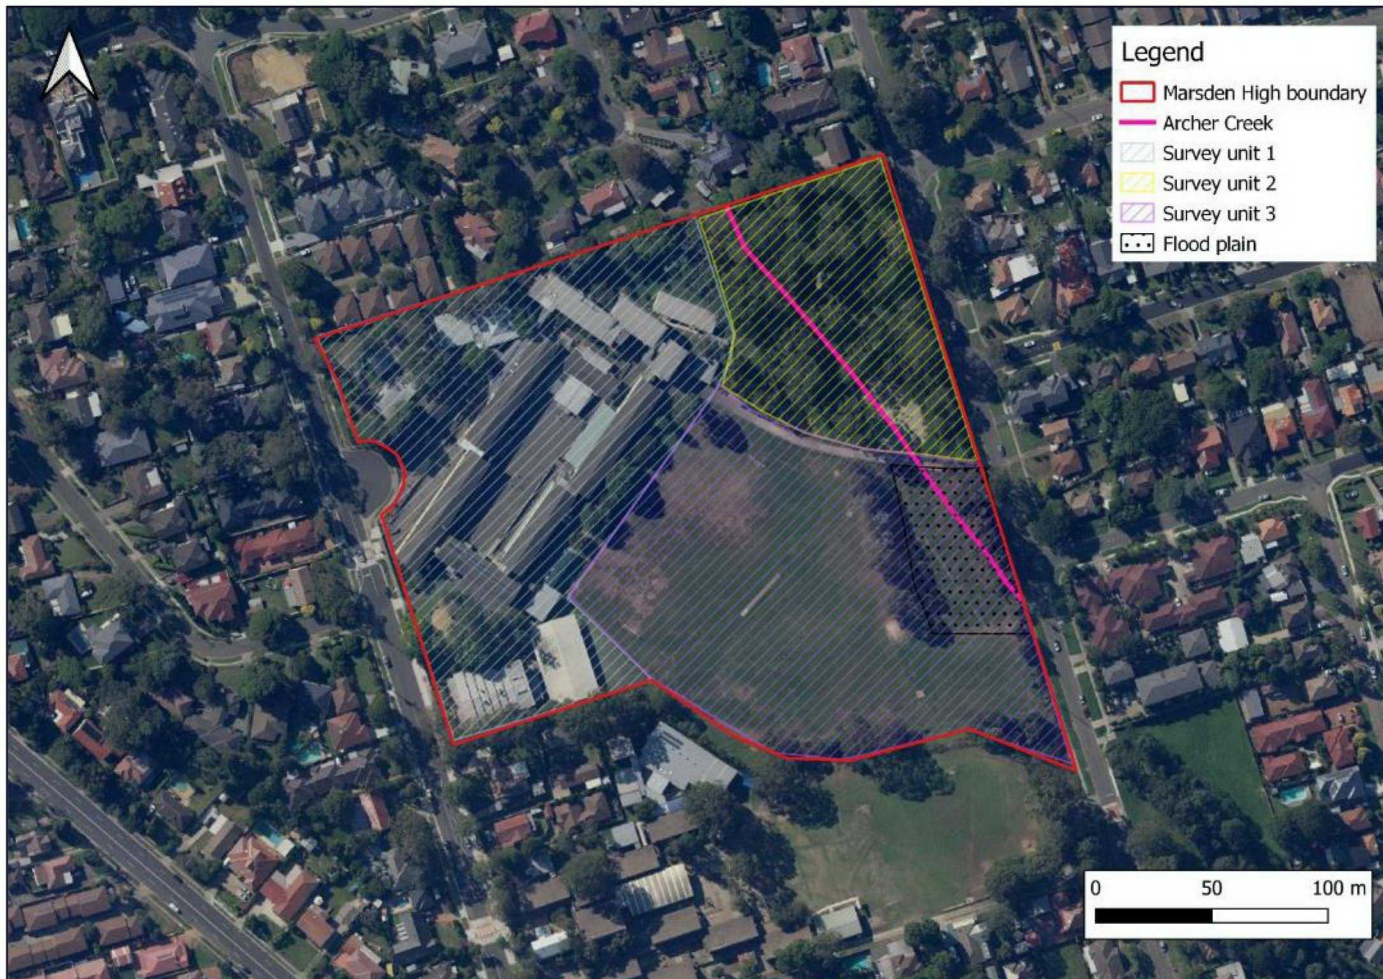 Legend
Marsden High boundary
Archer Creek
Survey unit 1
Survey unit 2
Survey unit 3
Flood plain
0 50 100 m